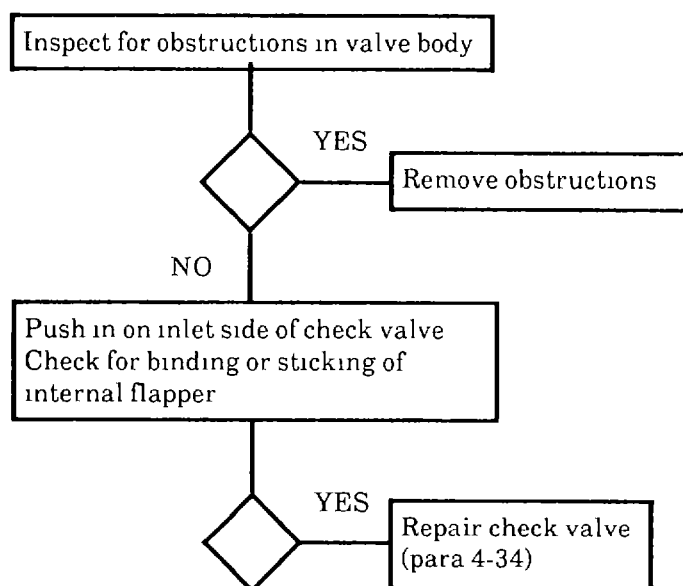 Inspect for obstructions in valve body
YES
Remove obstructions
NO
Push in on inlet side of check valve
Check for binding or sticking of
internal flapper
YES
Repair check valve
(para 4-34)